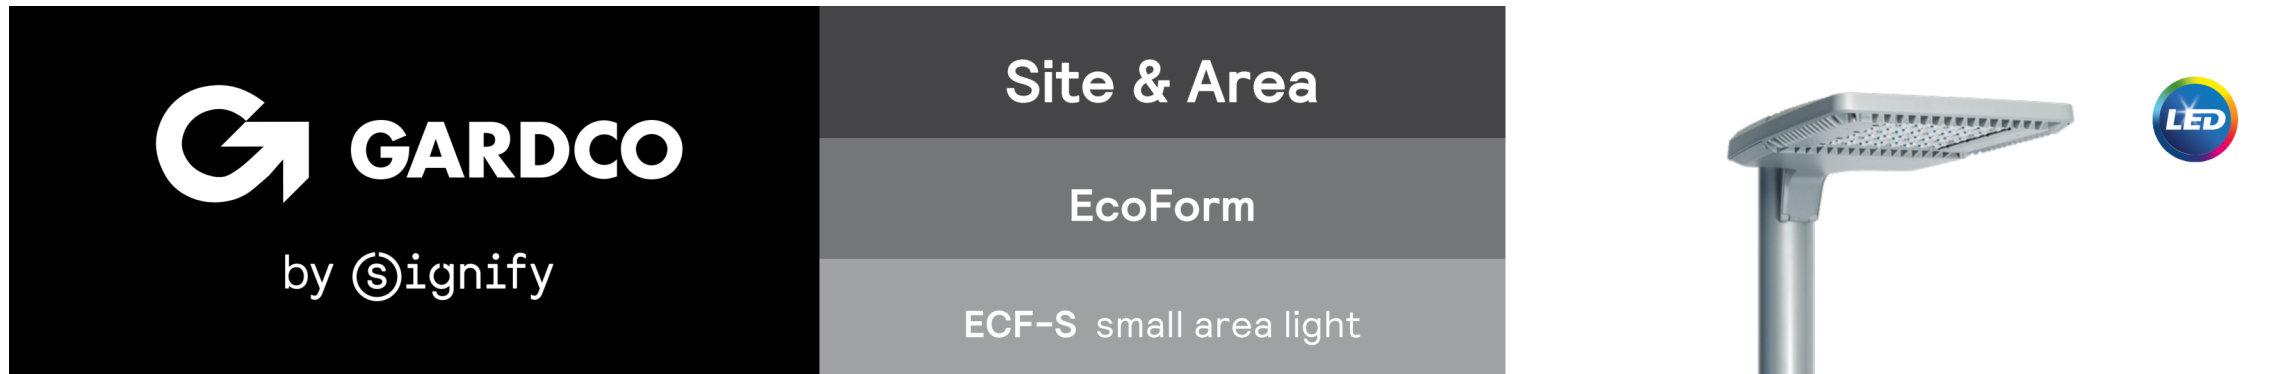 GARDCO
by signify
Site & Area
EcoForm
ECF-S small area light
LED